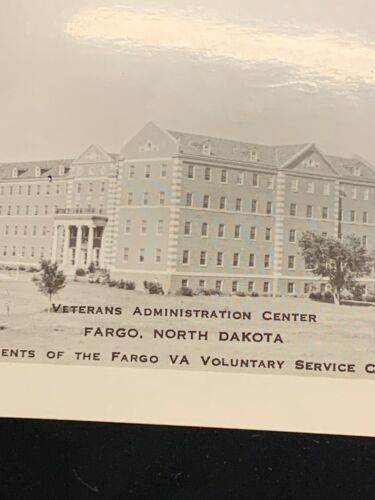 VETERANS ADMINISTRATION CENTER
FARGO, NORTH DAKOTA
OF THE FARGO VA VOLUNTARY SERVICE